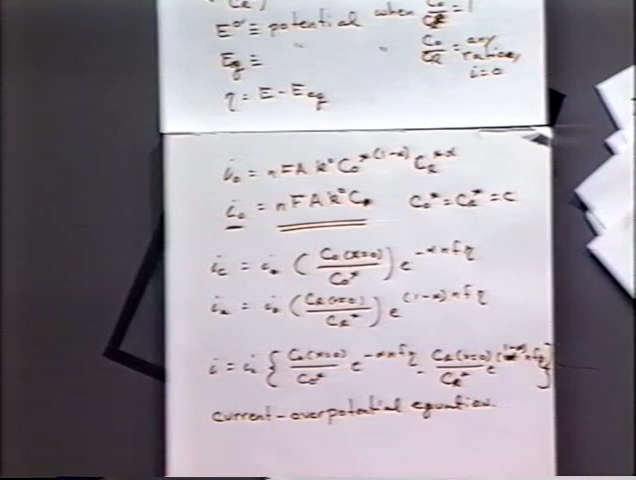 E°' ≡ potential when Co/CR = 1
Eeq ≡ " " Co/CR = any ratio, i=0
η = E - Eeq
i₀ = nFAk°Co*^(1-α) CR*^α
i₀ = nFAk°C, Co* = CR* = C
ic = i₀ (Co(x=0)/Co*) e^-αnfη
ia = i₀ (CR(x=0)/CR*) e^(1-α)nfη
i = i₀ { Co(x=0)/Co* e^-αnfη - CR(x=0)/CR* e^(1-α)nfη }
current-overpotential equation